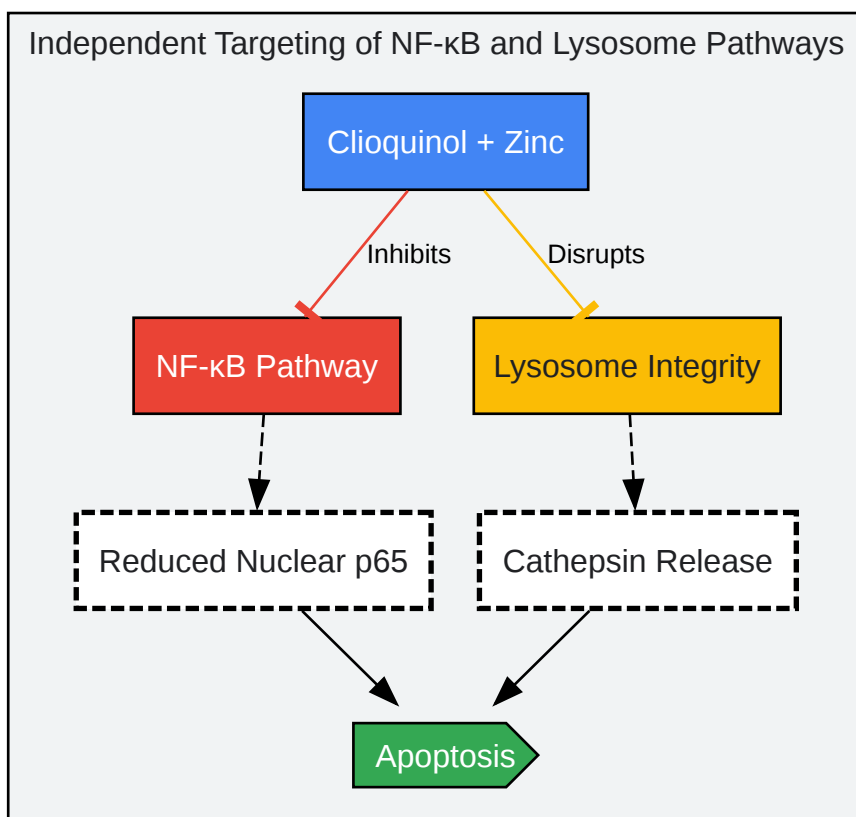 Independent Targeting of NF-κB and Lysosome Pathways
Clioquinol + Zinc
Inhibits
Disrupts
NF-κB Pathway
Lysosome Integrity
Reduced Nuclear p65
Cathepsin Release
Apoptosis